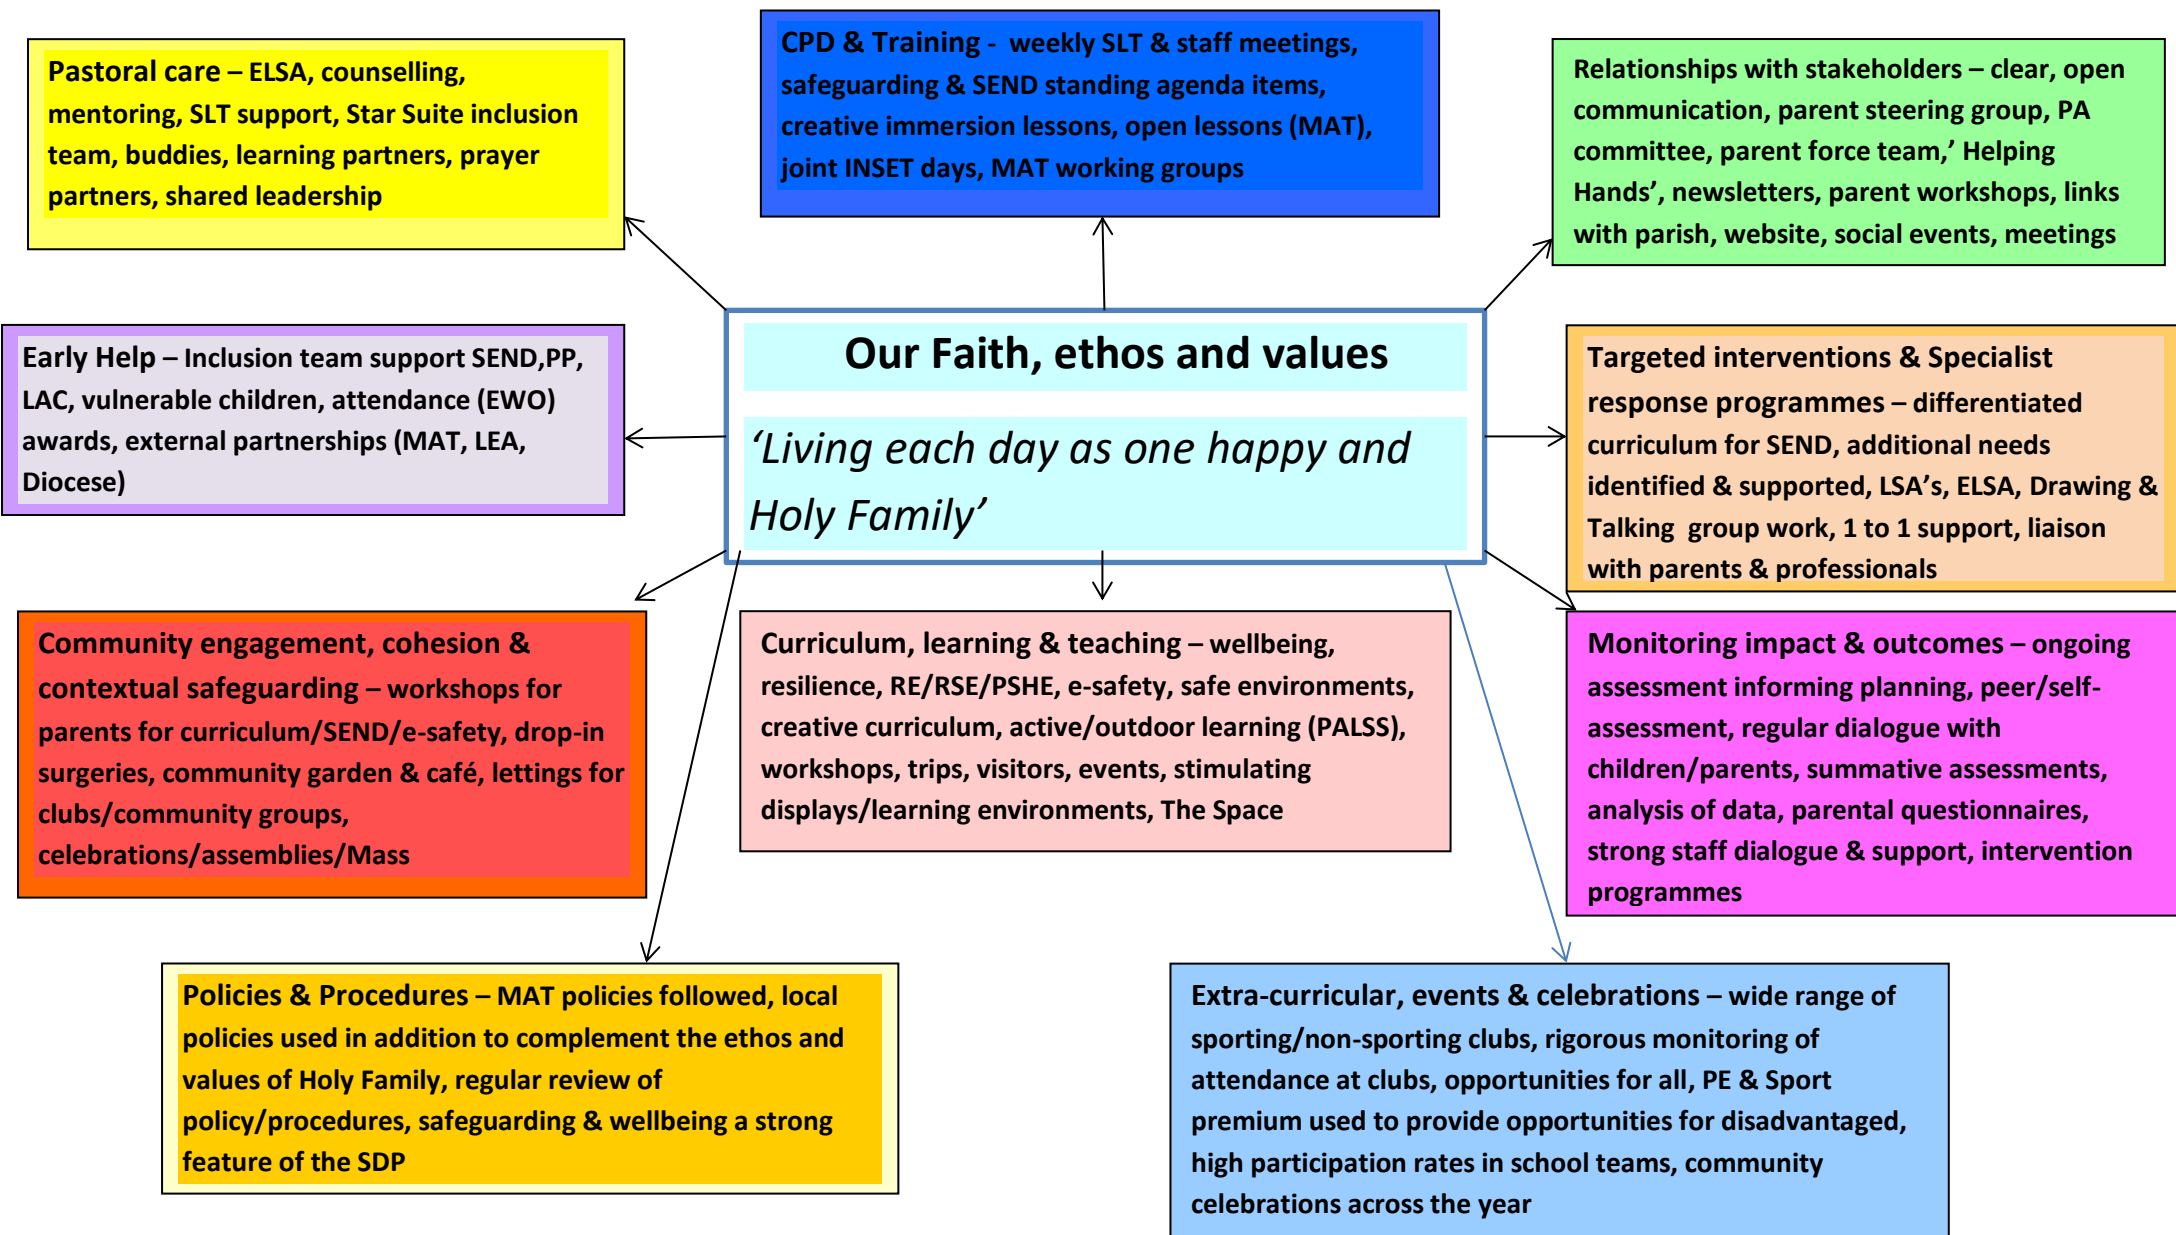 Pastoral care – ELSA, counselling,
mentoring, SLT support, Star Suite inclusion
team, buddies, learning partners, prayer
partners, shared leadership
CPD & Training -  weekly SLT & staff meetings,
safeguarding & SEND standing agenda items,
creative immersion lessons, open lessons (MAT),
joint INSET days, MAT working groups
Relationships with stakeholders – clear, open
communication, parent steering group, PA
committee, parent force team,’ Helping
Hands’, newsletters, parent workshops, links
with parish, website, social events, meetings
Early Help – Inclusion team support SEND,PP,
LAC, vulnerable children, attendance (EWO)
awards, external partnerships (MAT, LEA,
Diocese)
Our Faith, ethos and values
‘Living each day as one happy and
Holy Family’
Targeted interventions & Specialist
response programmes – differentiated
curriculum for SEND, additional needs
identified & supported, LSA’s, ELSA, Drawing &
Talking  group work, 1 to 1 support, liaison
with parents & professionals
Community engagement, cohesion &
contextual safeguarding – workshops for
parents for curriculum/SEND/e-safety, drop-in
surgeries, community garden & café, lettings for
clubs/community groups,
celebrations/assemblies/Mass
Curriculum, learning & teaching – wellbeing,
resilience, RE/RSE/PSHE, e-safety, safe environments,
creative curriculum, active/outdoor learning (PALSS),
workshops, trips, visitors, events, stimulating
displays/learning environments, The Space
Monitoring impact & outcomes – ongoing
assessment informing planning, peer/self-
assessment, regular dialogue with
children/parents, summative assessments,
analysis of data, parental questionnaires,
strong staff dialogue & support, intervention
programmes
Policies & Procedures – MAT policies followed, local
policies used in addition to complement the ethos and
values of Holy Family, regular review of
policy/procedures, safeguarding & wellbeing a strong
feature of the SDP
Extra-curricular, events & celebrations – wide range of
sporting/non-sporting clubs, rigorous monitoring of
attendance at clubs, opportunities for all, PE & Sport
premium used to provide opportunities for disadvantaged,
high participation rates in school teams, community
celebrations across the year